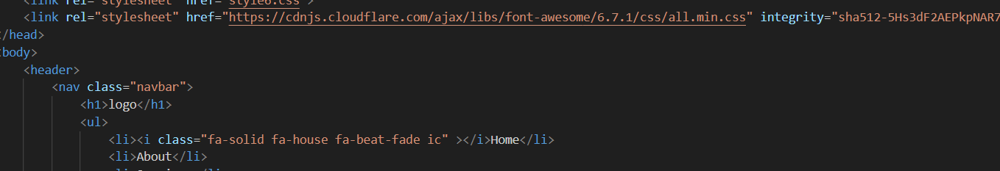 <link rel="stylesheet" href="style6.css">
<link rel="stylesheet" href="https://cdnjs.cloudflare.com/ajax/libs/font-awesome/6.7.1/css/all.min.css" integrity="sha512-5Hs3dF2AEPkpNAR7
</head>
<body>
<header>
<nav class="navbar">
<h1>logo</h1>
<ul>
<li><i class="fa-solid fa-house fa-beat-fade ic" ></i>Home</li>
<li>About</li>